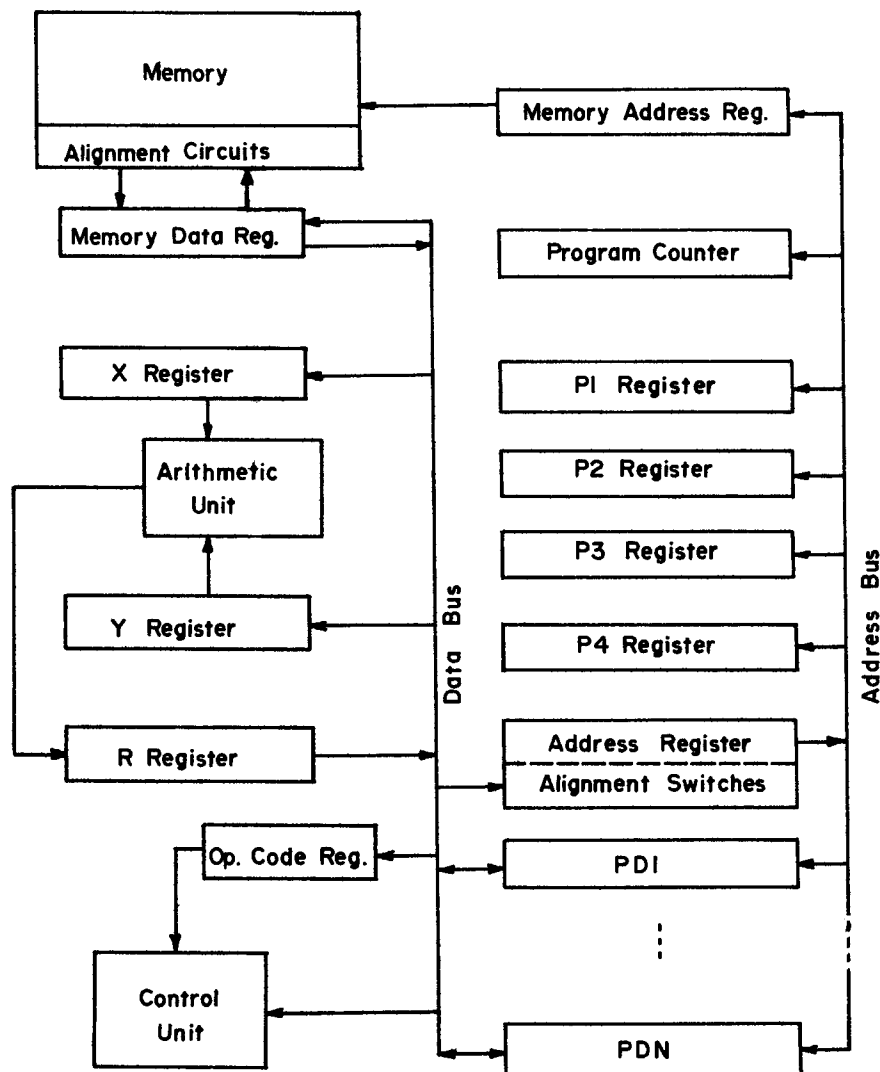 Memory
Alignment Circuits
Memory Data Reg.
Memory Address Reg.
Program Counter
X Register
P1 Register
Arithmetic
Unit
P2 Register
P3 Register
Y Register
P4 Register
Data Bus
Address Bus
R Register
Address Register
Alignment Switches
Op. Code Reg.
PD1
Control
Unit
PDN